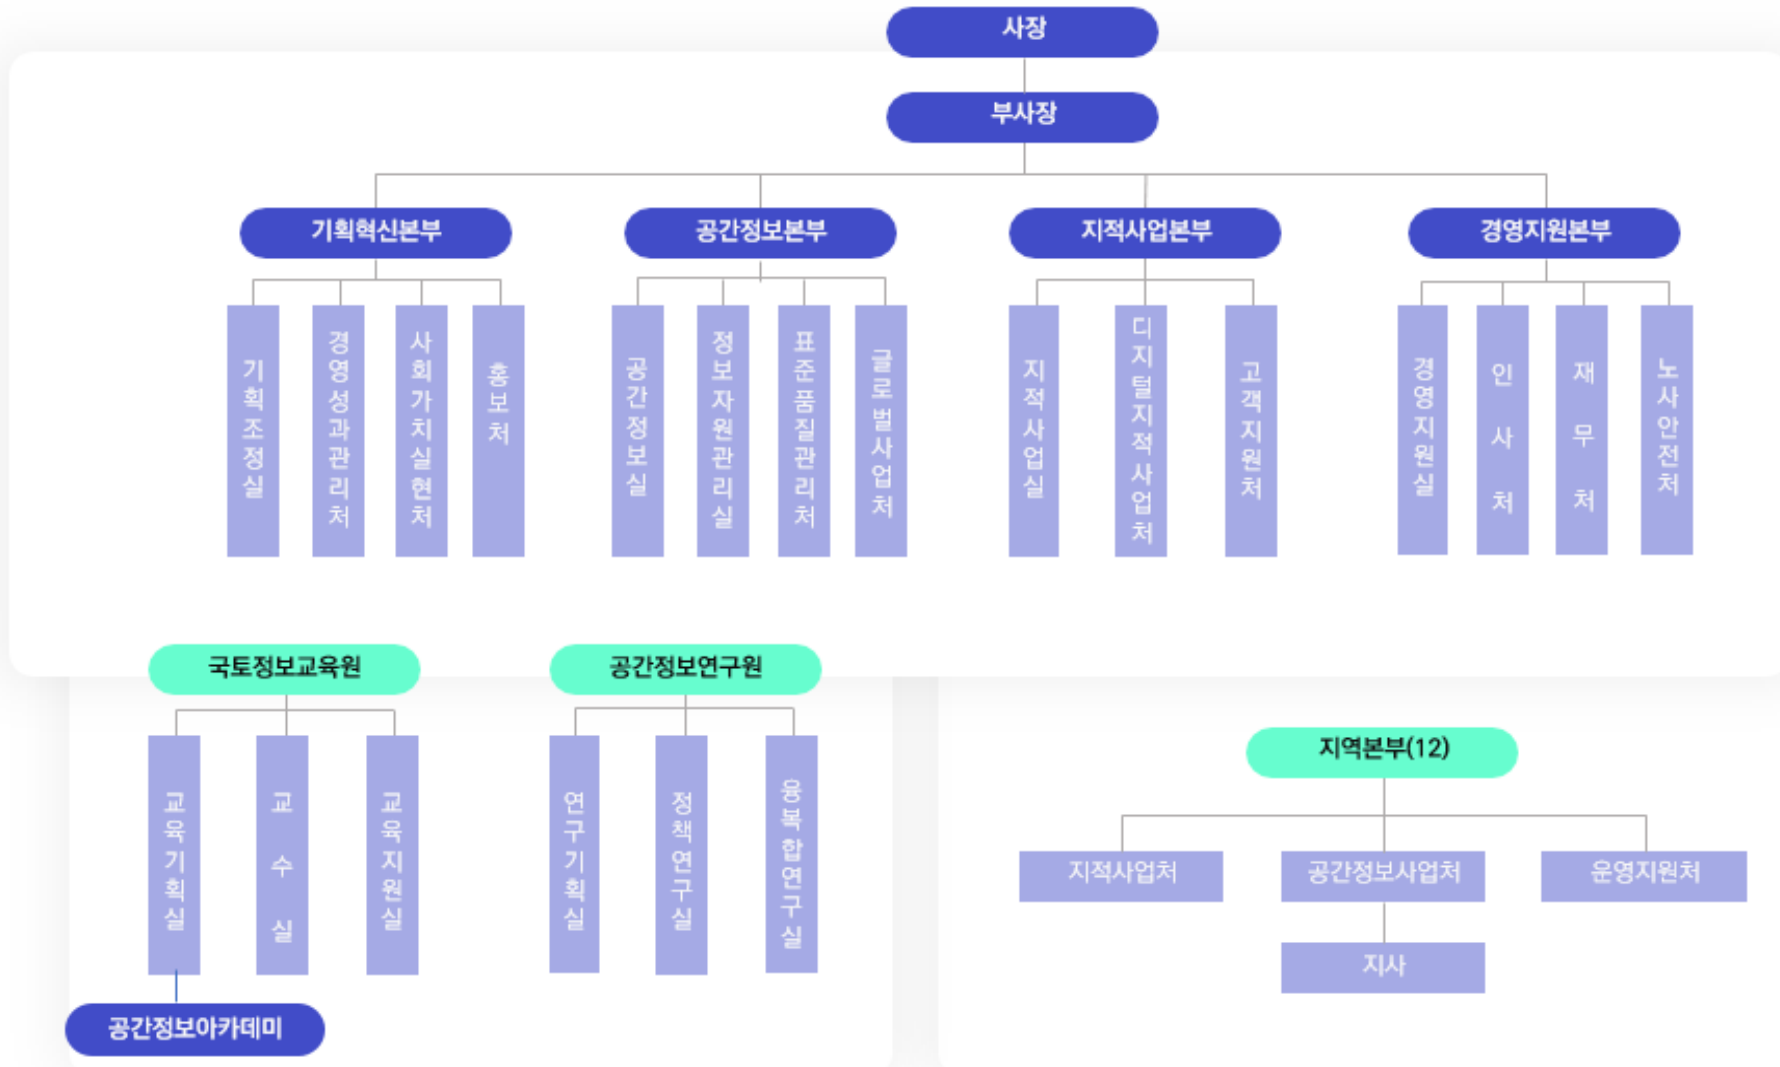 사장
부사장
기획혁신본부
공간정보본부
지적사업본부
경영지원본부
기획조정실
경영성과관리처
사회가치실현처
홍보처
공간정보실
정보자원관리실
표준품질관리처
글로벌사업처
지적사업실
디지털지적사업처
고객지원처
경영지원실
인사처
재무처
노사안전처
국토정보교육원
공간정보연구원
교육기획실
교수실
교육지원실
연구기획실
정책연구실
융복합연구실
공간정보아카데미
지역본부(12)
지적사업처
공간정보사업처
운영지원처
지사